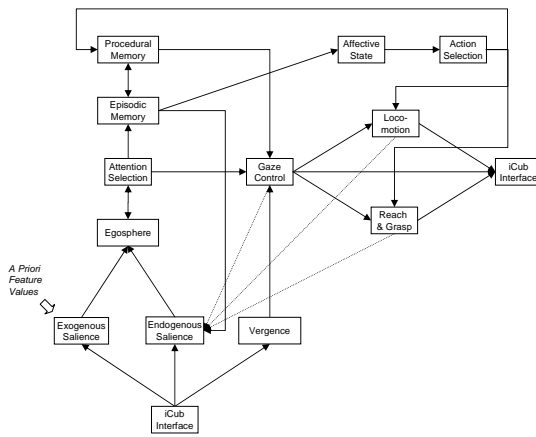 Procedural
Memory
Affective
State
Action
Selection
Episodic
Memory
Loco-
motion
Attention
Selection
Gaze
Control
iCub
Interface
Reach
& Grasp
Egosphere
A Priori
Feature
Values
Exogenous
Salience
Endogenous
Salience
Vergence
iCub
Interface